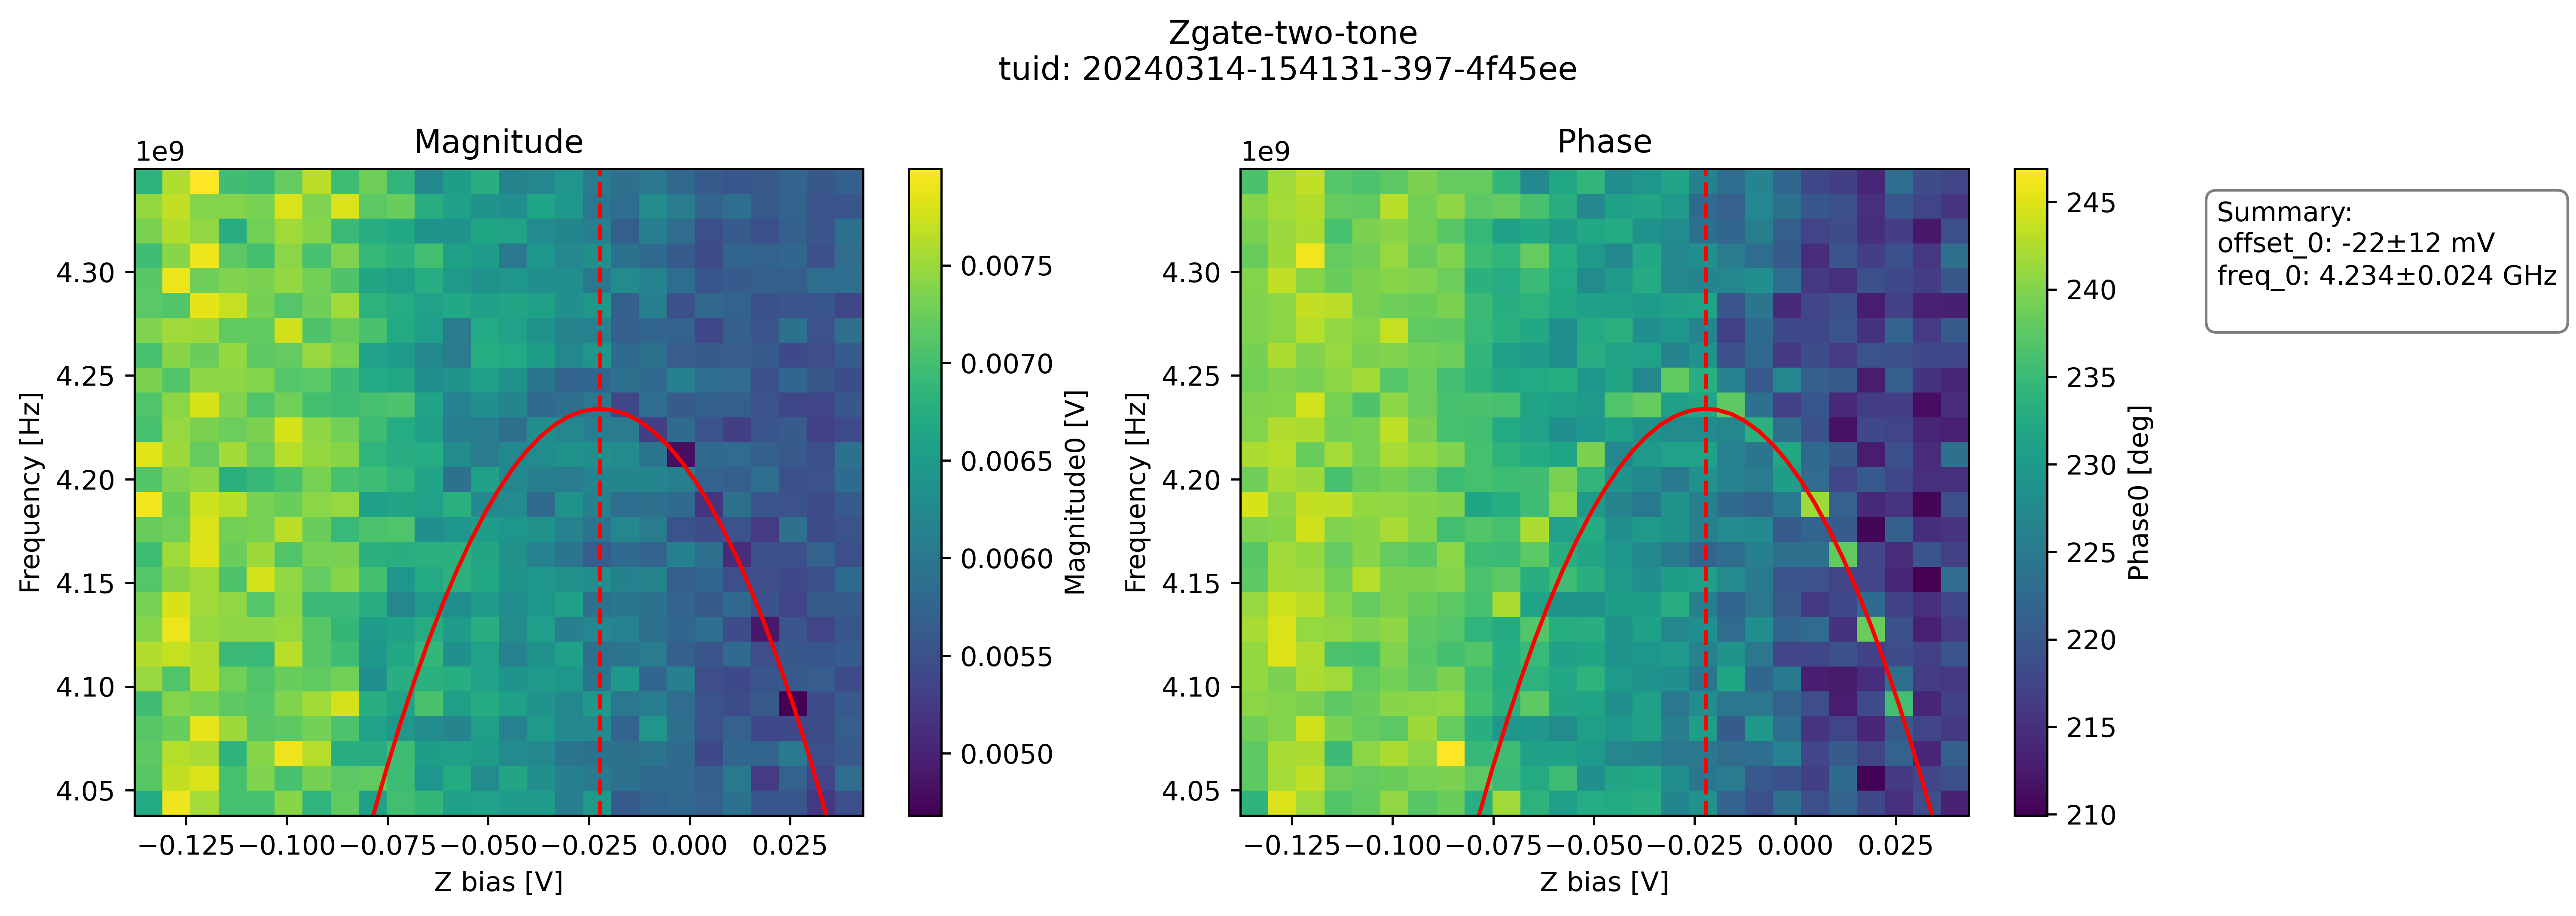 Zgate-two-tone
tuid: 20240314-154131-397-4f45ee
Magnitude
1e9
4.30
4.25
4.20
4.15
4.10
4.05
Frequency [Hz]
−0.125 −0.100 −0.075 −0.050 −0.025 0.000 0.025
Z bias [V]
0.0075
0.0070
0.0065
0.0060
0.0055
0.0050
Magnitude0 [V]
Phase
1e9
4.30
4.25
4.20
4.15
4.10
4.05
Frequency [Hz]
−0.125 −0.100 −0.075 −0.050 −0.025 0.000 0.025
Z bias [V]
245
240
235
230
225
220
215
210
Phase0 [deg]
Summary:
offset_0: -22±12 mV
freq_0: 4.234±0.024 GHz